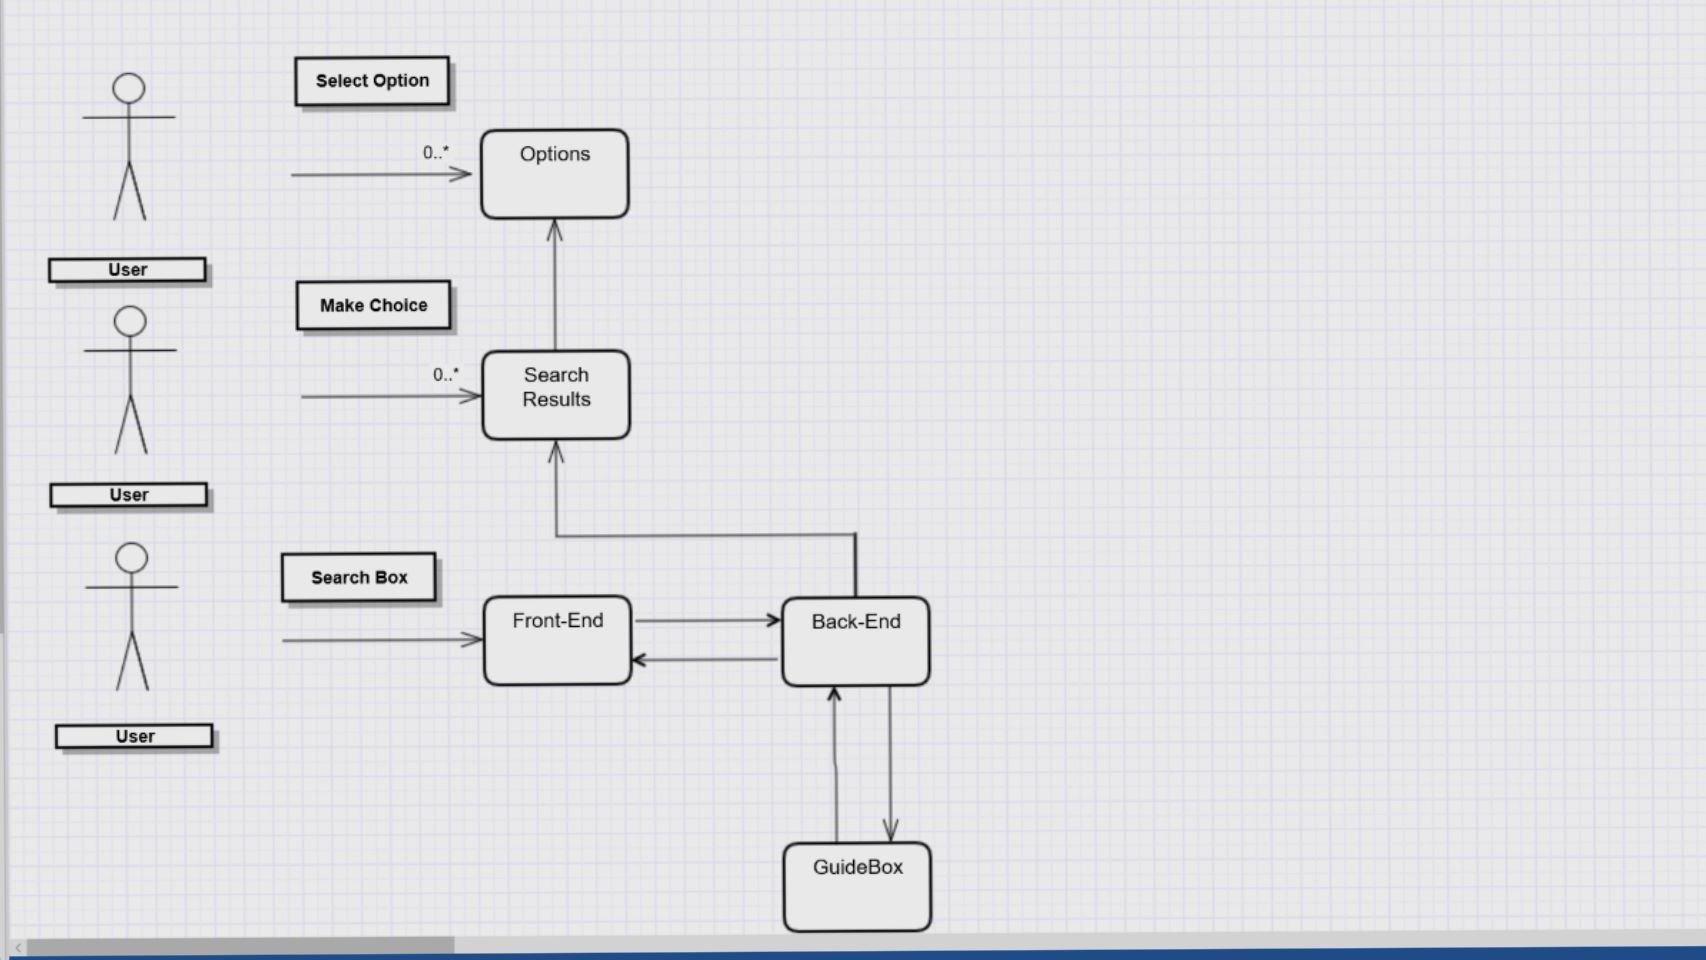 Select Option
0..*
Options
User
Make Choice
0..*
Search
Results
User
Search Box
Front-End
Back-End
User
GuideBox